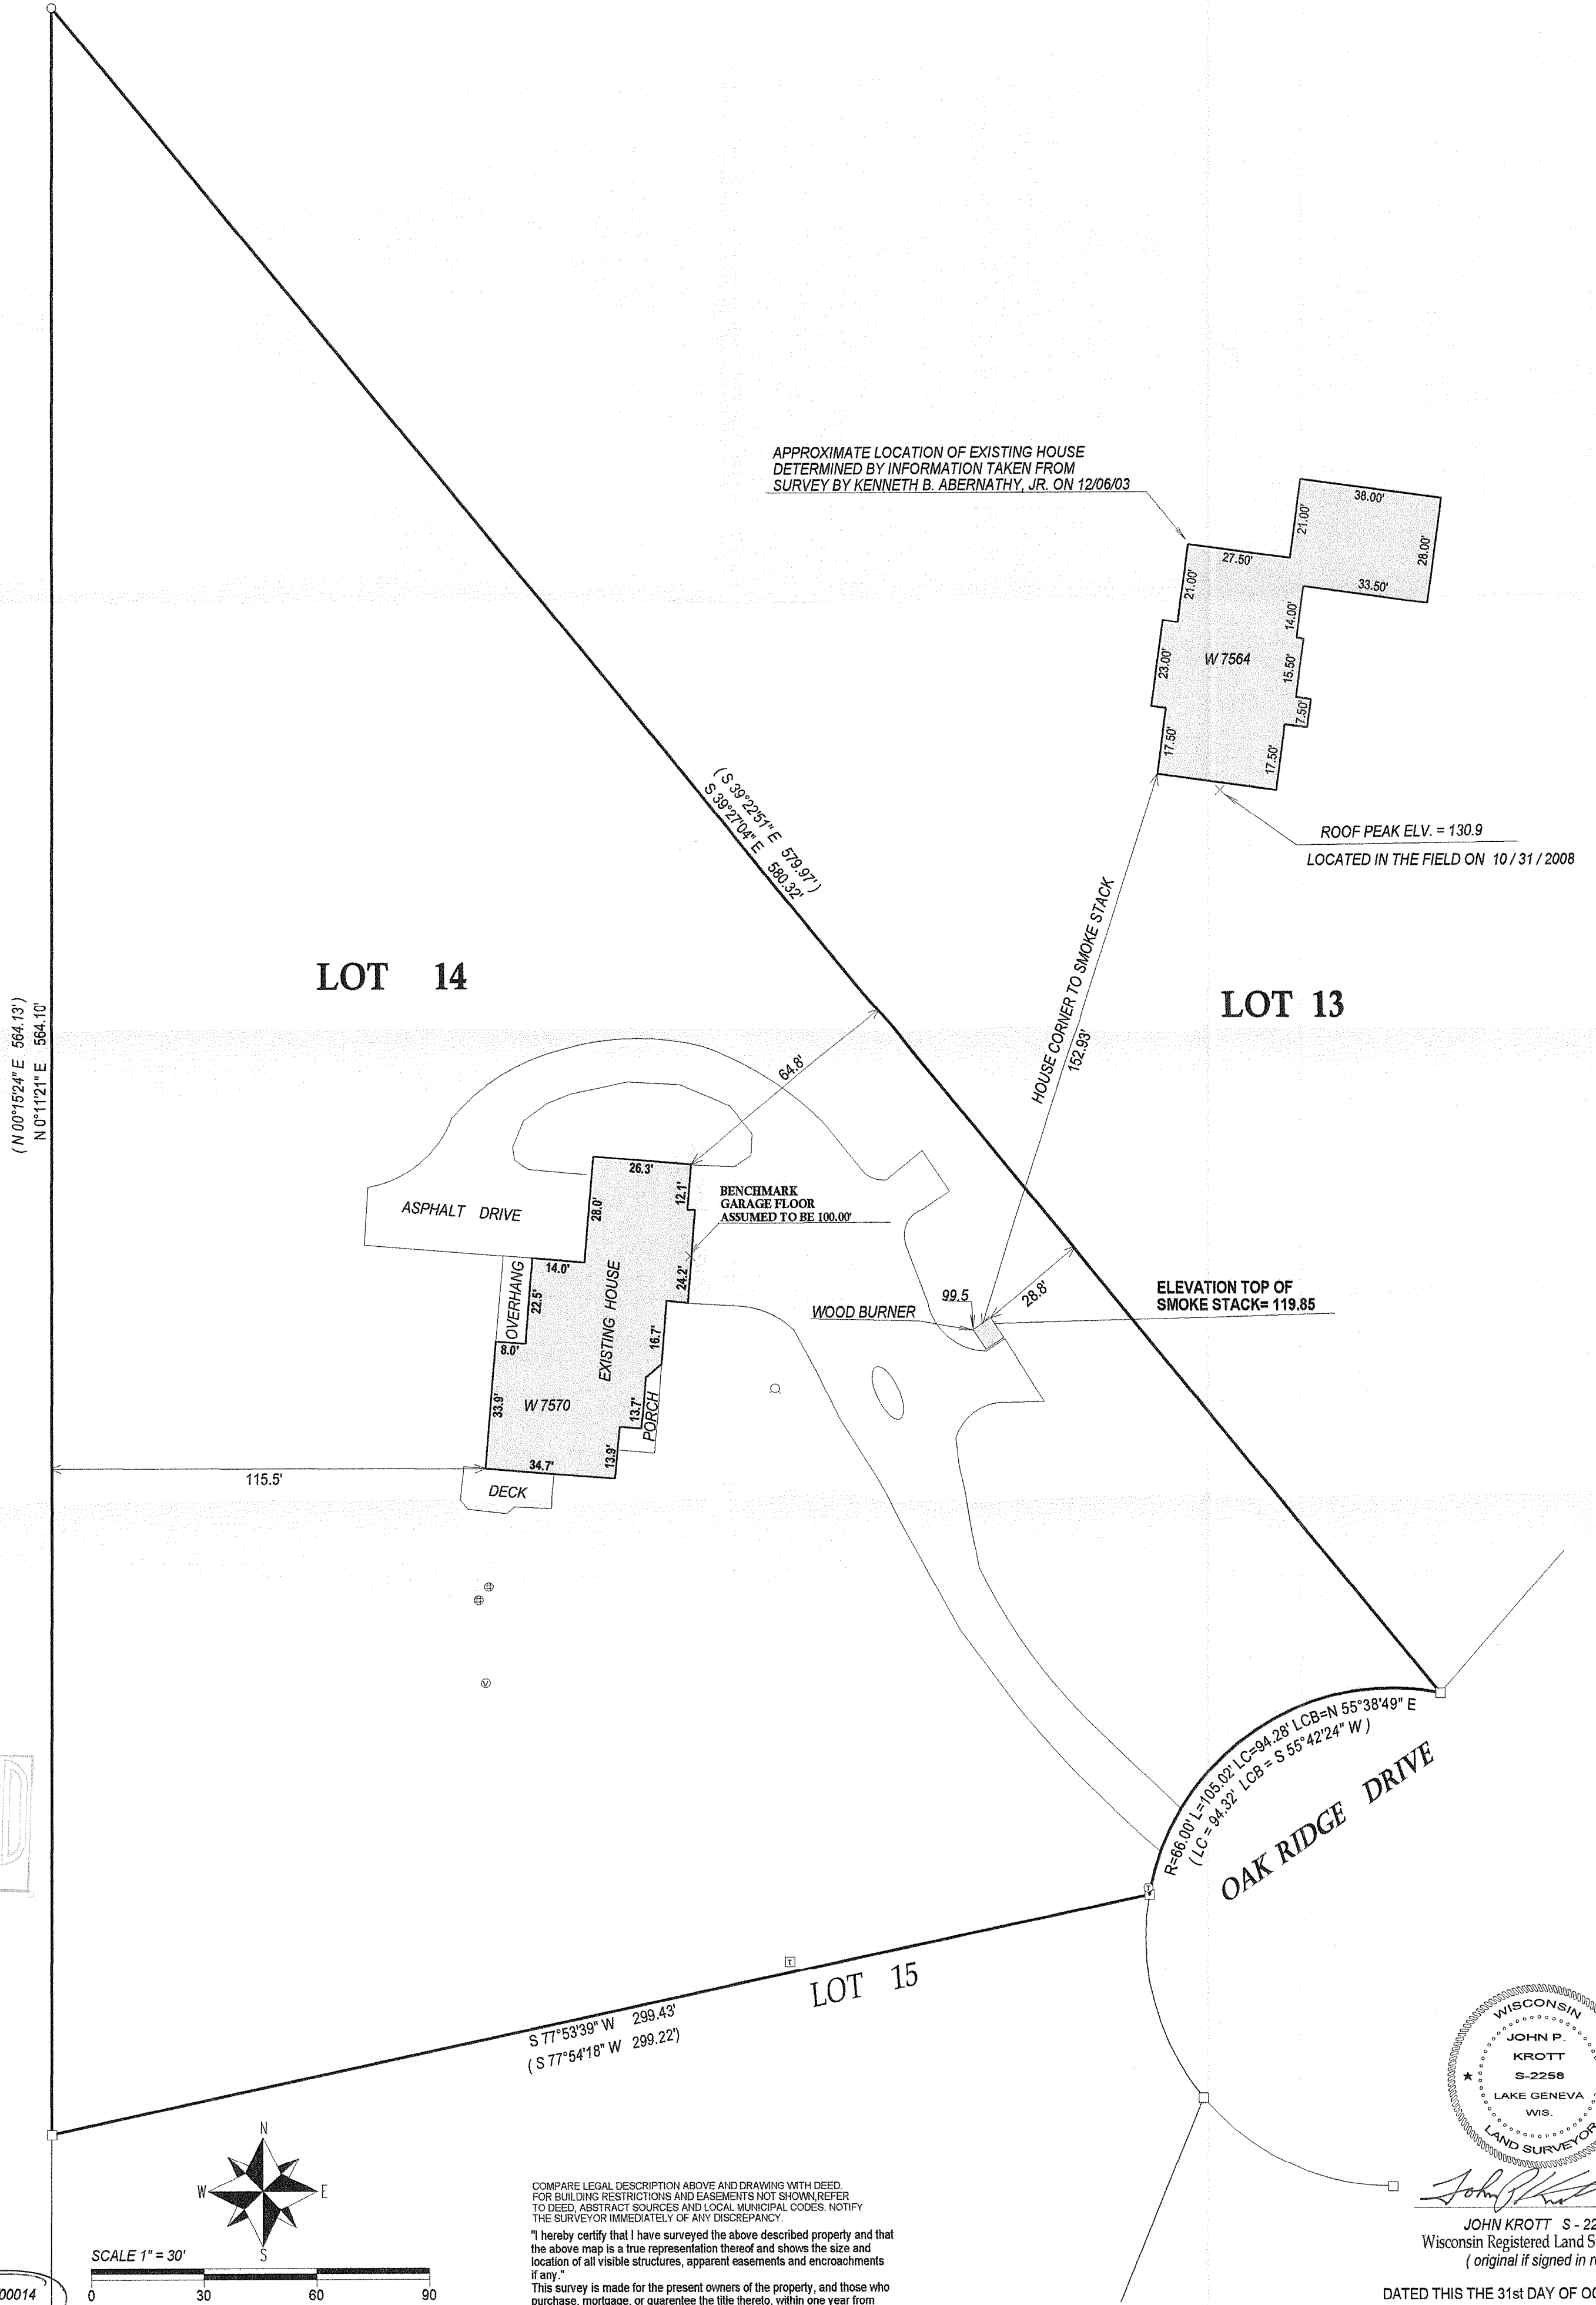 APPROXIMATE LOCATION OF EXISTING HOUSE
DETERMINED BY INFORMATION TAKEN FROM
SURVEY BY KENNETH B. ABERNATHY, JR. ON 12/06/03
38.00'
21.00'
28.00'
27.50'
33.50'
21.00'
14.00'
23.00'
W 7564
15.50'
7.50'
17.50'
17.50'
ROOF PEAK ELV. = 130.9
LOCATED IN THE FIELD ON 10 / 31 / 2008
( S 39°22'51" E 579.97' )
S 39°27'04" E 580.32'
HOUSE CORNER TO SMOKE STACK
152.93'
LOT 14
LOT 13
( N 00°15'24" E 564.13')
N 0°11'21" E 564.10'
64.8'
26.3'
12.1'
28.0'
BENCHMARK
GARAGE FLOOR
ASSUMED TO BE 100.00'
ASPHALT DRIVE
14.0'
24.2'
OVERHANG
22.5'
EXISTING HOUSE
8.0'
16.7'
33.9'
W 7570
13.7'
PORCH
34.7'
13.9'
DECK
115.5'
WOOD BURNER
99.5
28.8'
ELEVATION TOP OF
SMOKE STACK= 119.85
V
R=66.00' L=105.02' LC=94.28' LCB=N 55°38'49" E
( LC = 94.32' LCB = S 55°42'24" W )
OAK RIDGE DRIVE
T
T
LOT 15
S 77°53'39" W 299.43'
( S 77°54'18" W 299.22')
N
W
E
S
SCALE 1" = 30'
0 30 60 90
00014
COMPARE LEGAL DESCRIPTION ABOVE AND DRAWING WITH DEED.
FOR BUILDING RESTRICTIONS AND EASEMENTS NOT SHOWN,REFER
TO DEED, ABSTRACT SOURCES AND LOCAL MUNICIPAL CODES. NOTIFY
THE SURVEYOR IMMEDIATELY OF ANY DISCREPANCY.
"I hereby certify that I have surveyed the above described property and that
the above map is a true representation thereof and shows the size and
location of all visible structures, apparent easements and encroachments
if any."
This survey is made for the present owners of the property, and those who
purchase, mortgage, or guarentee the title thereto, within one year from
WISCONSIN
JOHN P.
KROTT
S-2258
LAKE GENEVA
WIS.
LAND SURVEYOR
John P Krott
JOHN KROTT S - 22
Wisconsin Registered Land S
( original if signed in r
DATED THIS THE 31st DAY OF OC